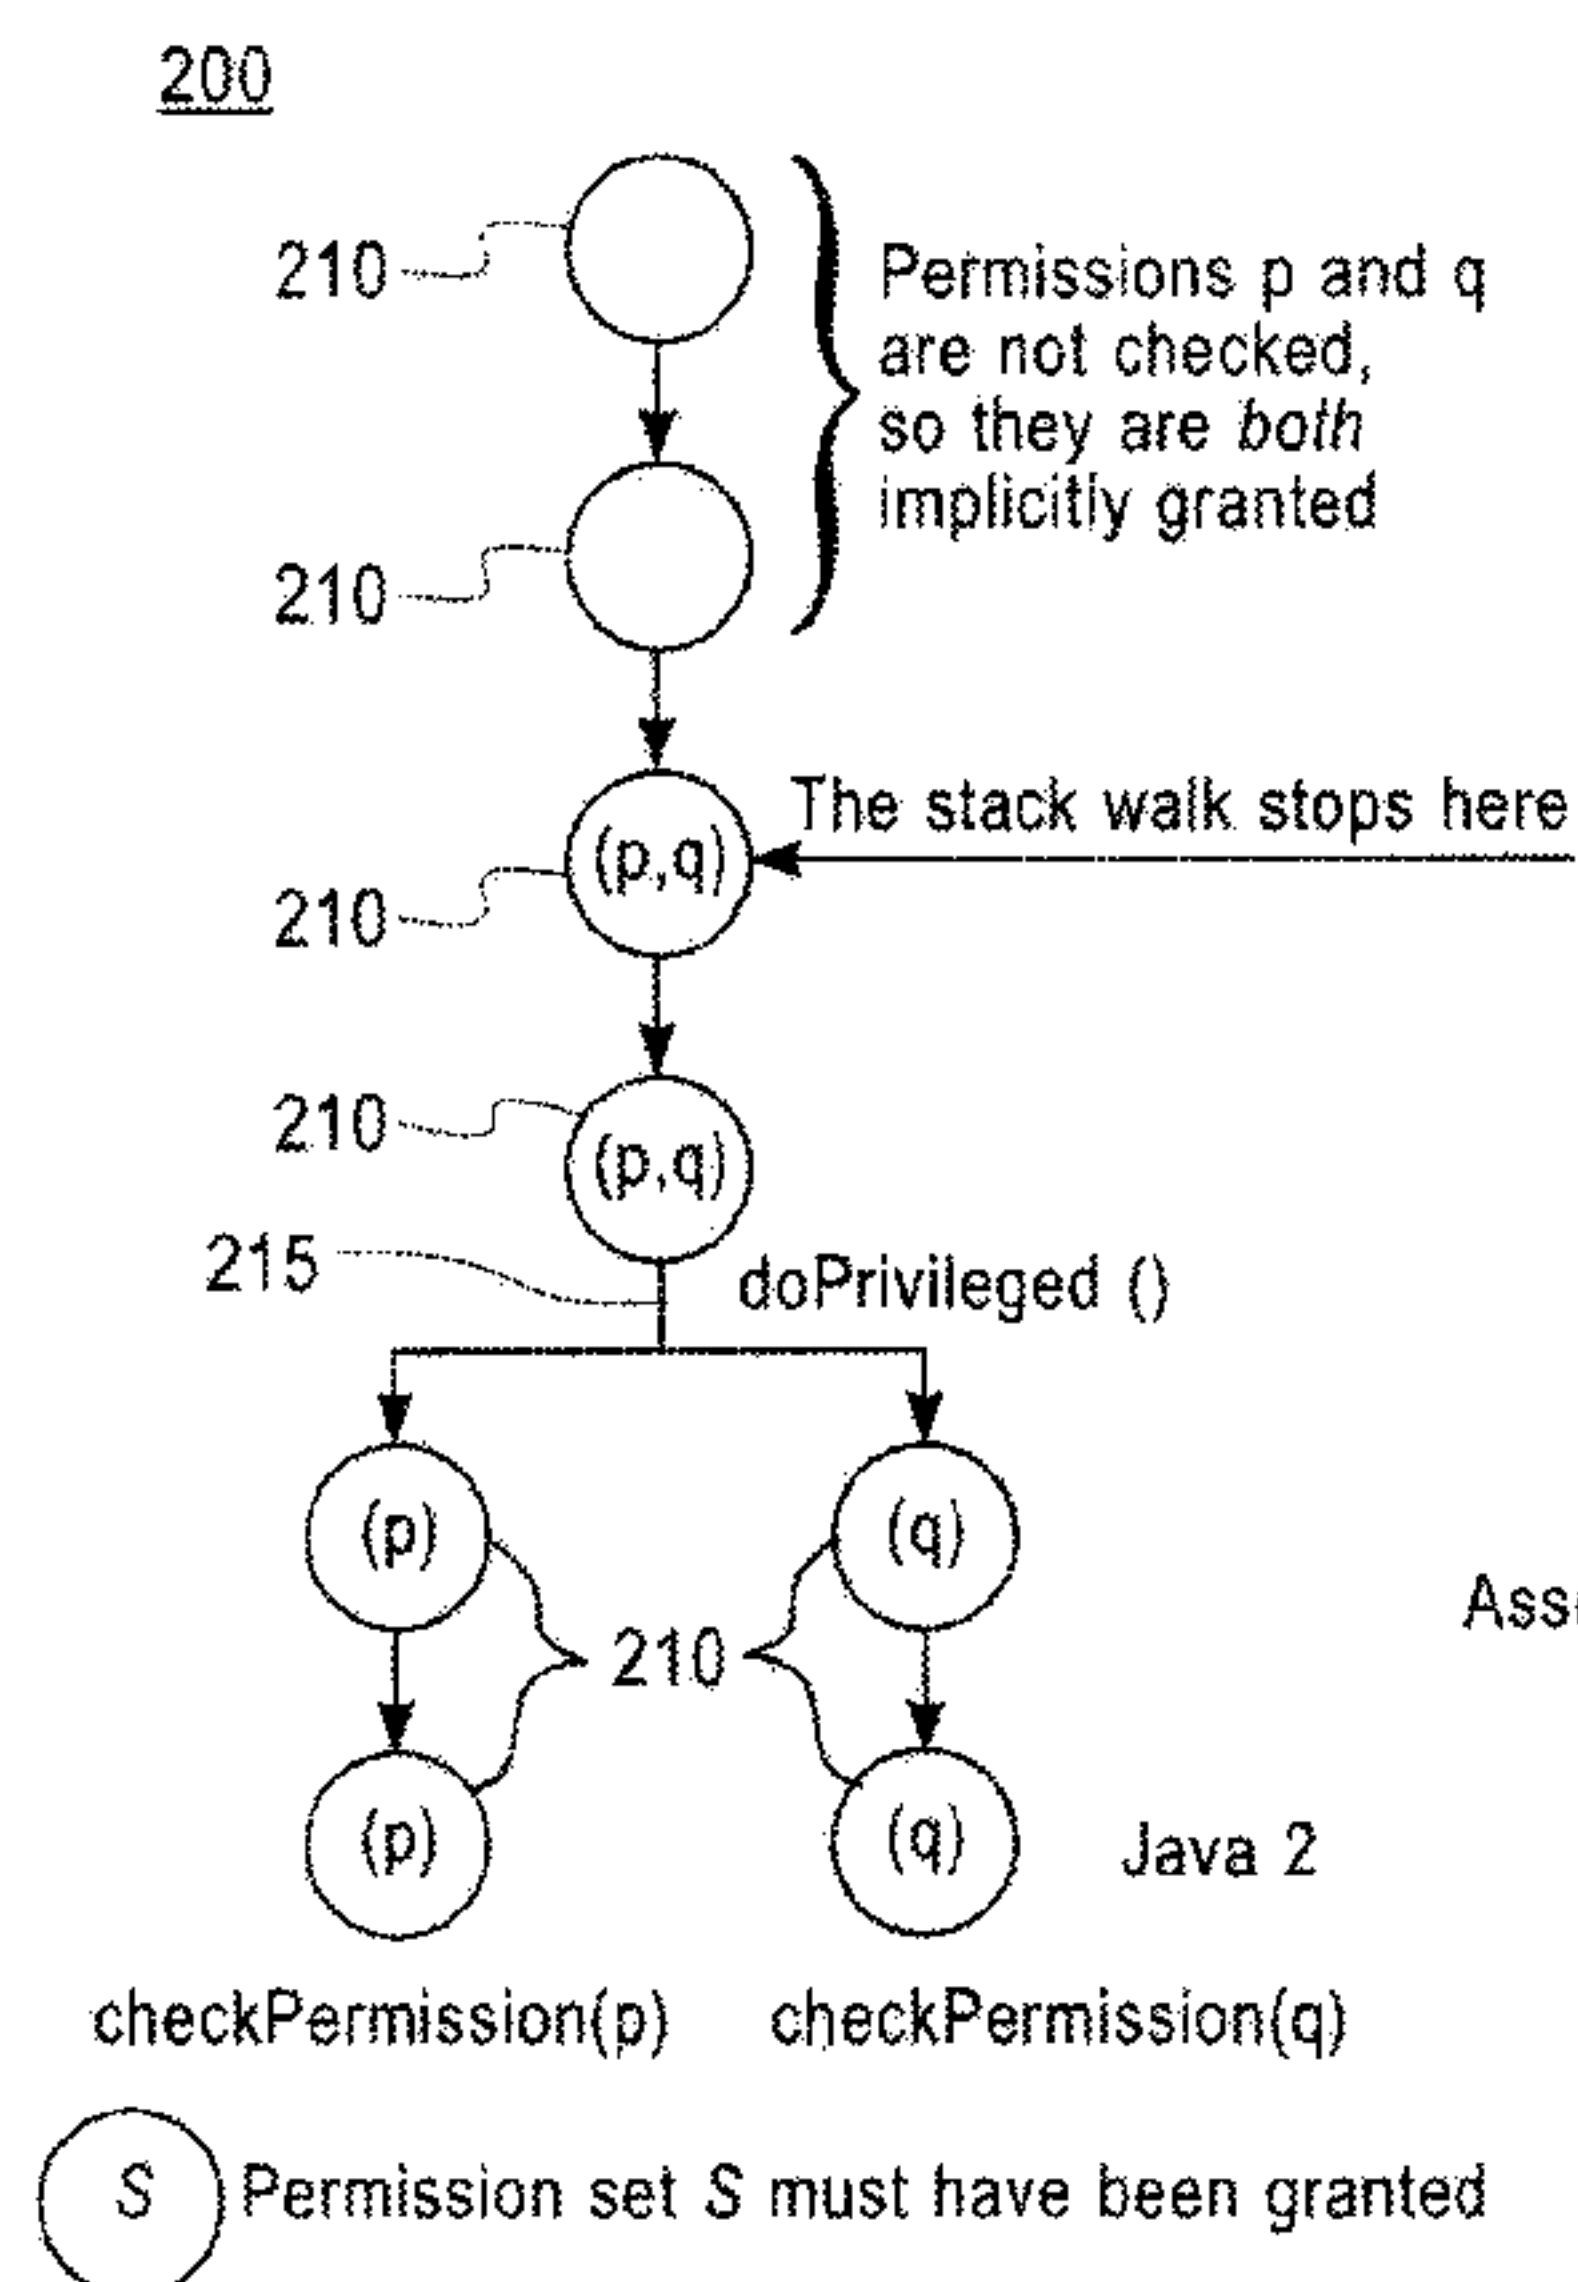 200
210
Permissions p and q
are not checked,
so they are both
implicitly granted
210
The stack walk stops here
(p,q)
210
210
(p,q)
215
doPrivileged ()
(p)
(q)
210
(p)
(q)
Java 2
checkPermission(p)
checkPermission(q)
S
Permission set S must have been granted